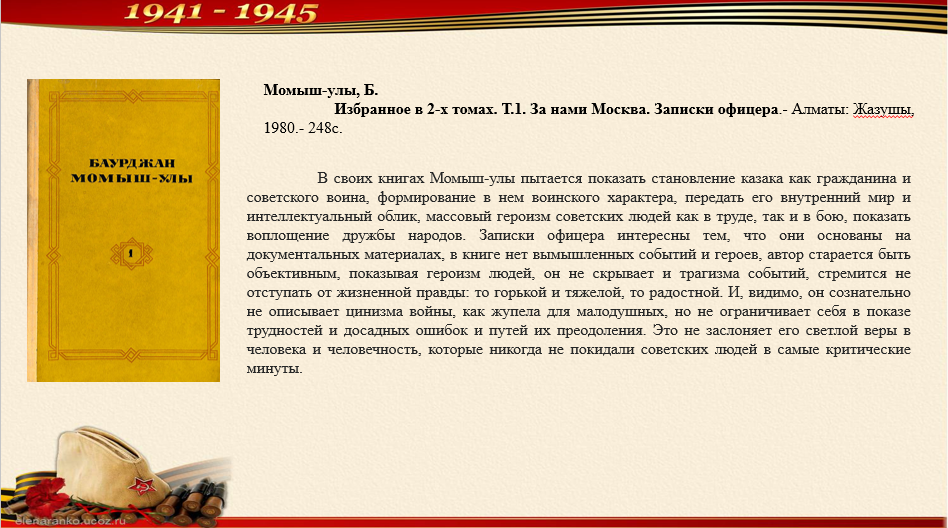 1941 - 1945
БАУРДЖАН
МОМЫШ-УЛЫ
1
Момыш-улы, Б.
Избранное в 2-х томах. Т.1. За нами Москва. Записки офицера.- Алматы: Жазушы,
1980.- 248с.
В своих книгах Момыш-улы пытается показать становление казака как гражданина и
советского воина, формирование в нем воинского характера, передать его внутренний мир и
интеллектуальный облик, массовый героизм советских людей как в труде, так и в бою, показать
воплощение дружбы народов. Записки офицера интересны тем, что они основаны на
документальных материалах, в книге нет вымышленных событий и героев, автор старается быть
объективным, показывая героизм людей, он не скрывает и трагизма событий, стремится не
отступать от жизненной правды: то горькой и тяжелой, то радостной. И, видимо, он сознательно
не описывает цинизма войны, как жупела для малодушных, но не ограничивает себя в показе
трудностей и досадных ошибок и путей их преодоления. Это не заслоняет его светлой веры в
человека и человечность, которые никогда не покидали советских людей в самые критические
минуты.
elenaranko.ucoz.ru